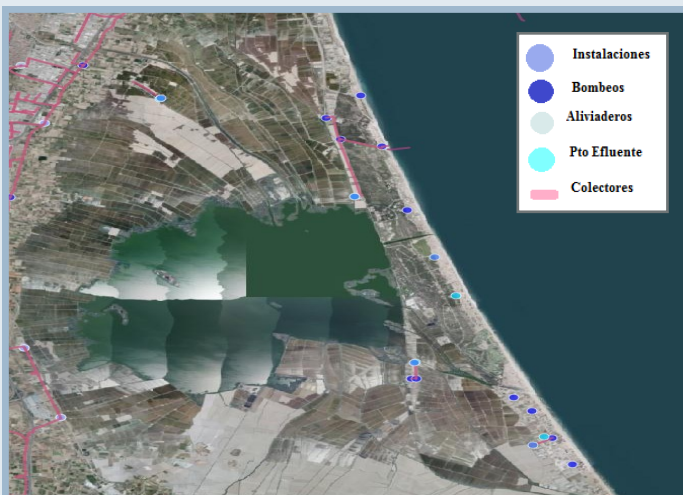 Instalaciones
Bombeos
Aliviaderos
Pto Efluente
Colectores